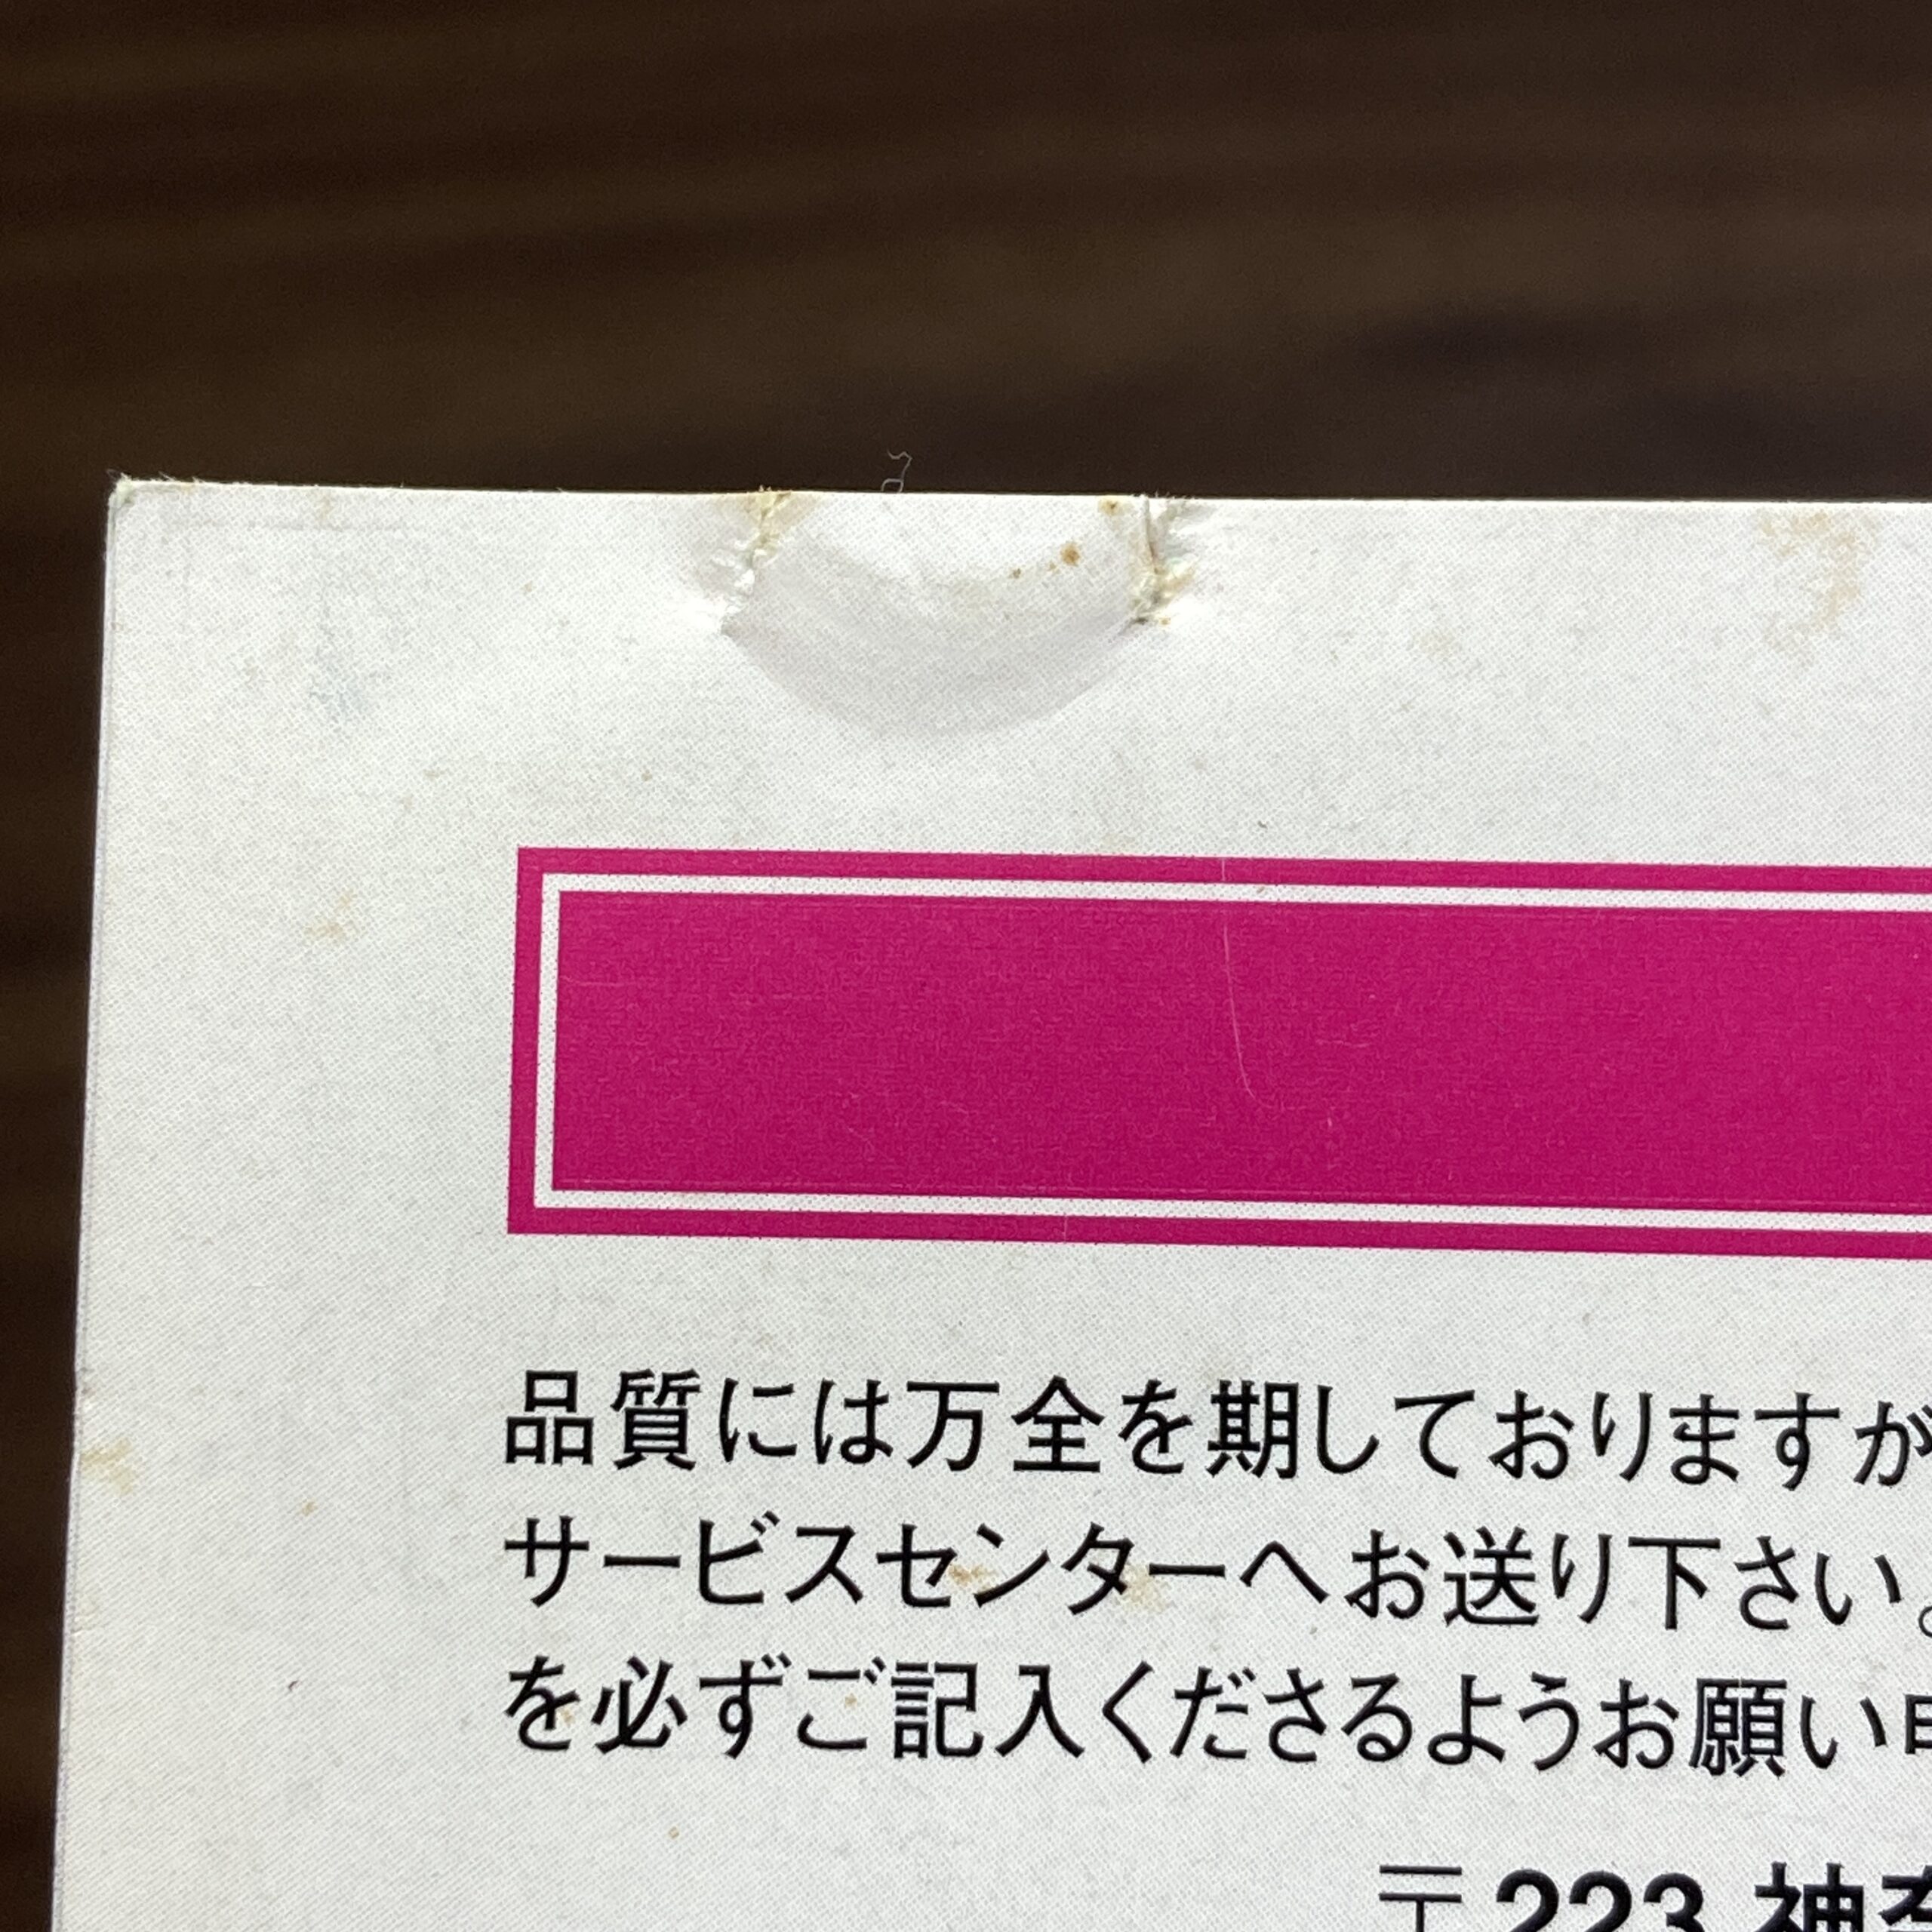 品質には万全を期しておりますが
サービスセンターへお送り下さい。
を必ずご記入くださるようお願い申
〒223 神奈